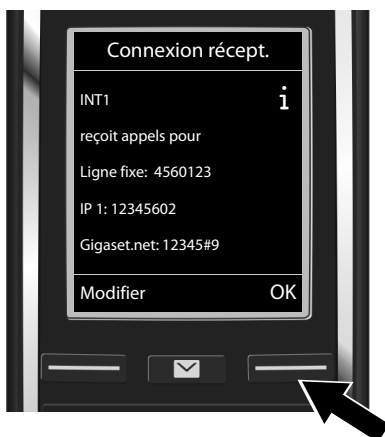 Connexion récept.
INT1 i
reçoit appels pour
Ligne fixe: 4560123
IP 1: 12345602
Gigaset.net: 12345#9
Modifier OK